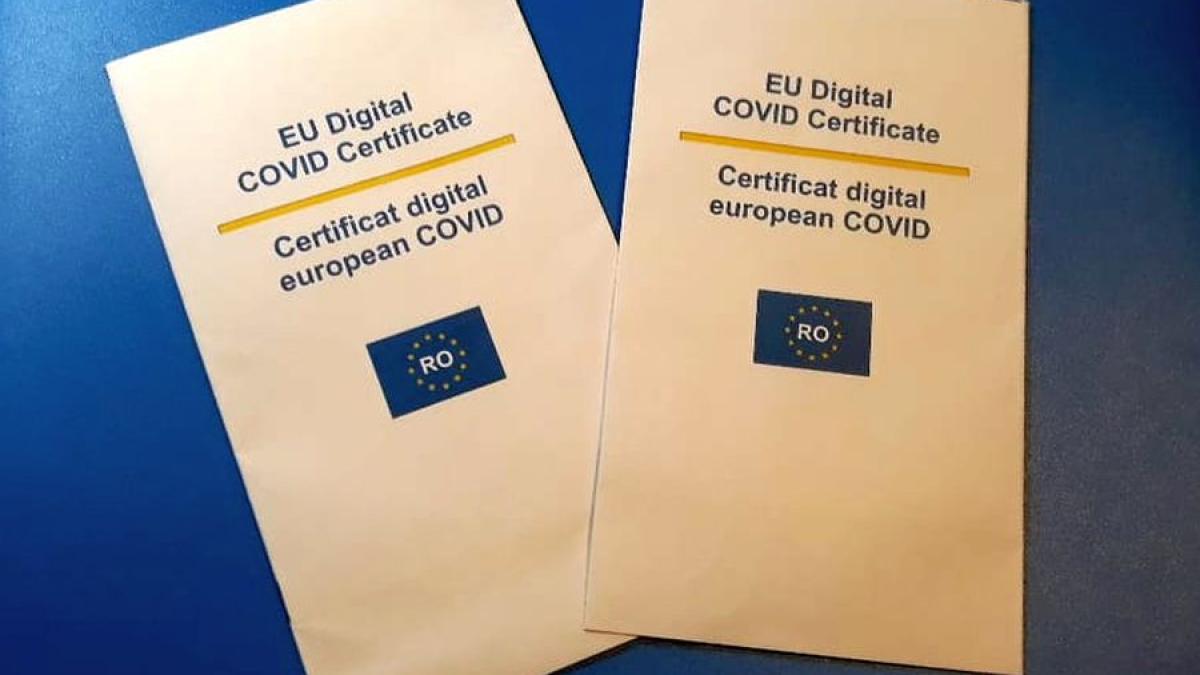 EU Digital
COVID Certificate
Certificat digital
european COVID
RO
EU Digital
COVID Certificate
Certificat digital
european COVID
RO